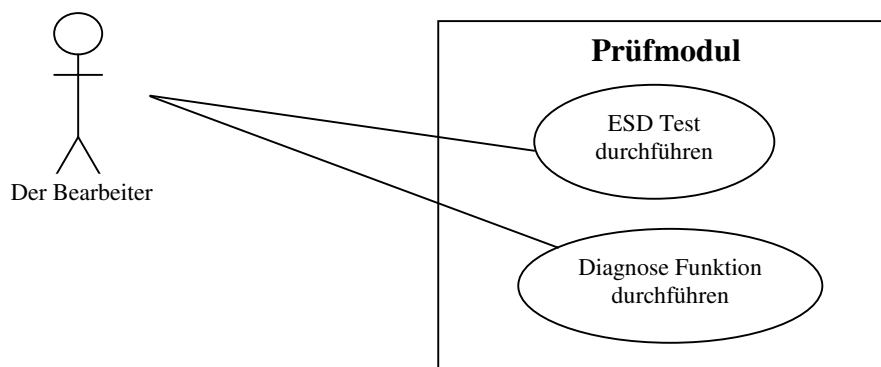 Prüfmodul
ESD Test
durchführen
Der Bearbeiter
Diagnose Funktion
durchführen